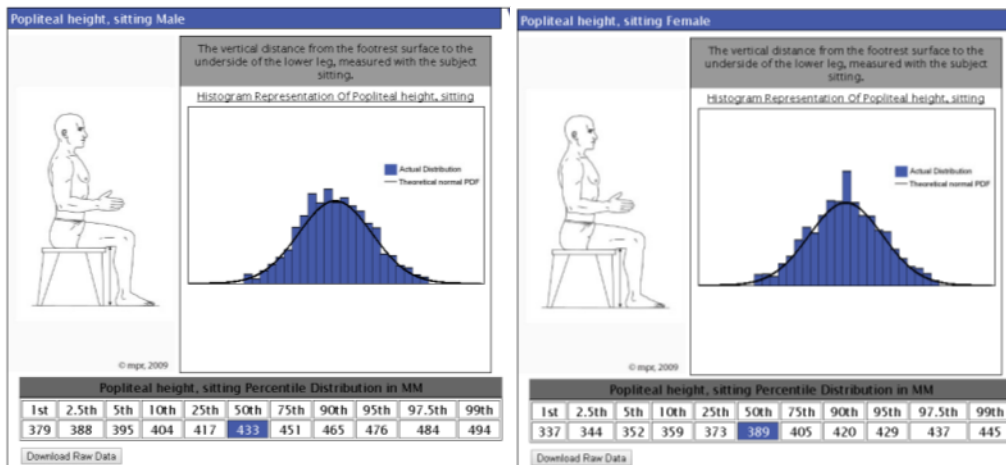 Popliteal height, sitting Male
The vertical distance from the footrest surface to the
underside of the lower leg, measured with the subject
sitting.
Histogram Representation Of Popliteal height, sitting
Actual Distribution
Theoretical normal PDF
© mpr, 2009
Popliteal height, sitting Percentile Distribution in MM
1st 2.5th 5th 10th 25th 50th 75th 90th 95th 97.5th 99th
379 388 395 404 417 433 451 465 476 484 494
Download Raw Data
Popliteal height, sitting Female
The vertical distance from the footrest surface to the
underside of the lower leg, measured with the subject
sitting.
Histogram Representation Of Popliteal height, sitting
Actual Distribution
Theoretical normal PDF
© mpr, 2009
Popliteal height, sitting Percentile Distribution in MM
1st 2.5th 5th 10th 25th 50th 75th 90th 95th 97.5th 99th
337 344 352 359 373 389 405 420 429 437 445
Download Raw Data